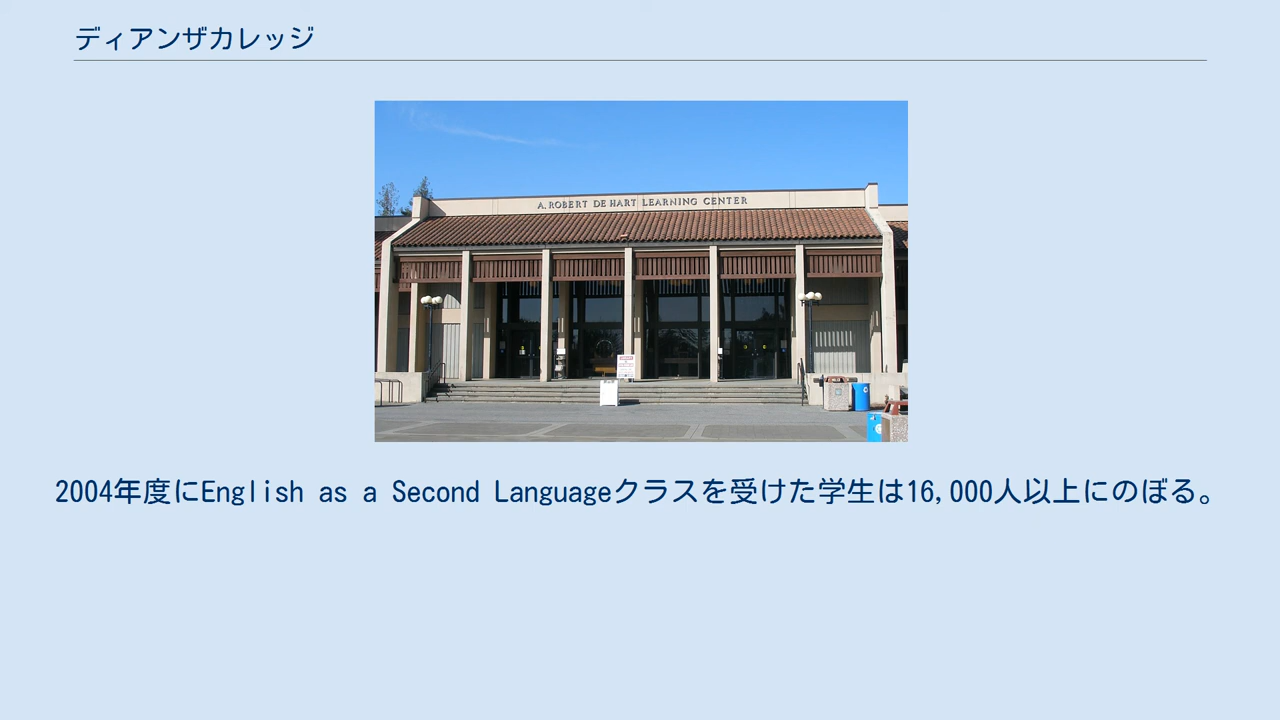 ディアンザカレッジ
A. ROBERT DE HART LEARNING CENTER
2004年度にEnglish as a Second Languageクラスを受けた学生は16,000人以上にのぼる。